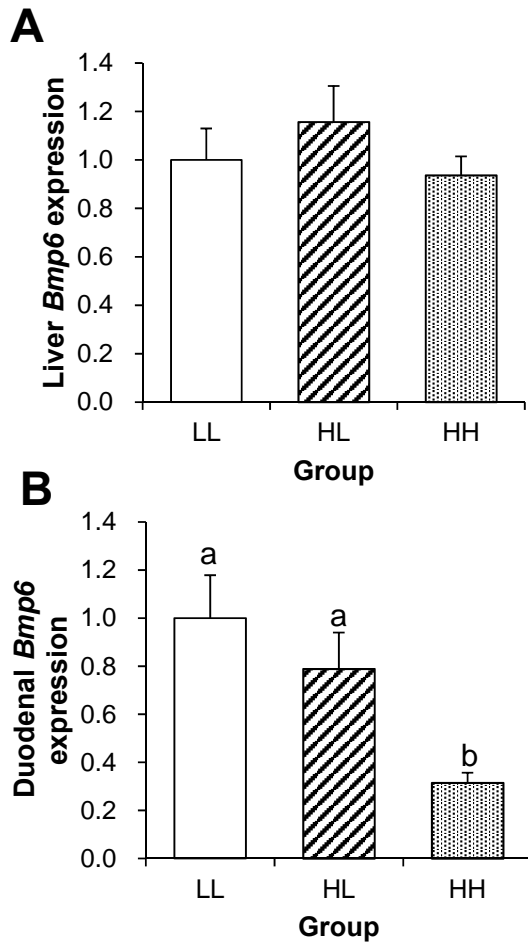 A
Liver Bmp6 expression
1.4
1.2
1.0
0.8
0.6
0.4
0.2
0.0
LL HL HH
Group
B
Duodenal Bmp6
expression
1.4
1.2
1.0
0.8
0.6
0.4
0.2
0.0
a
a
b
LL HL HH
Group